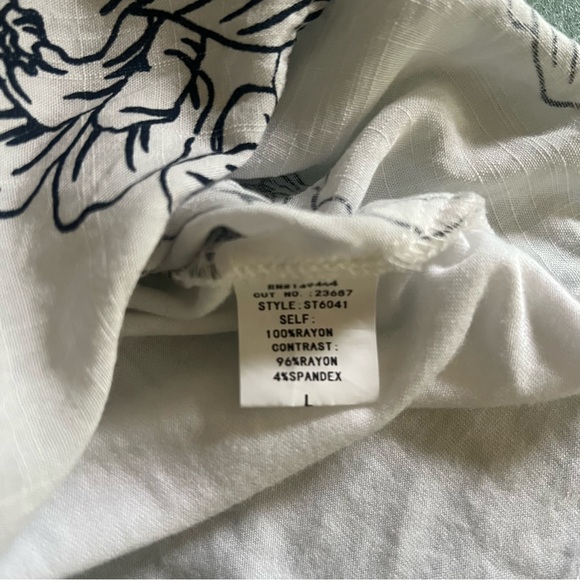 CUT NO. :23687
STYLE:ST6041
SELF:
100%RAYON
CONTRAST:
96%RAYON
4%SPANDEX
L